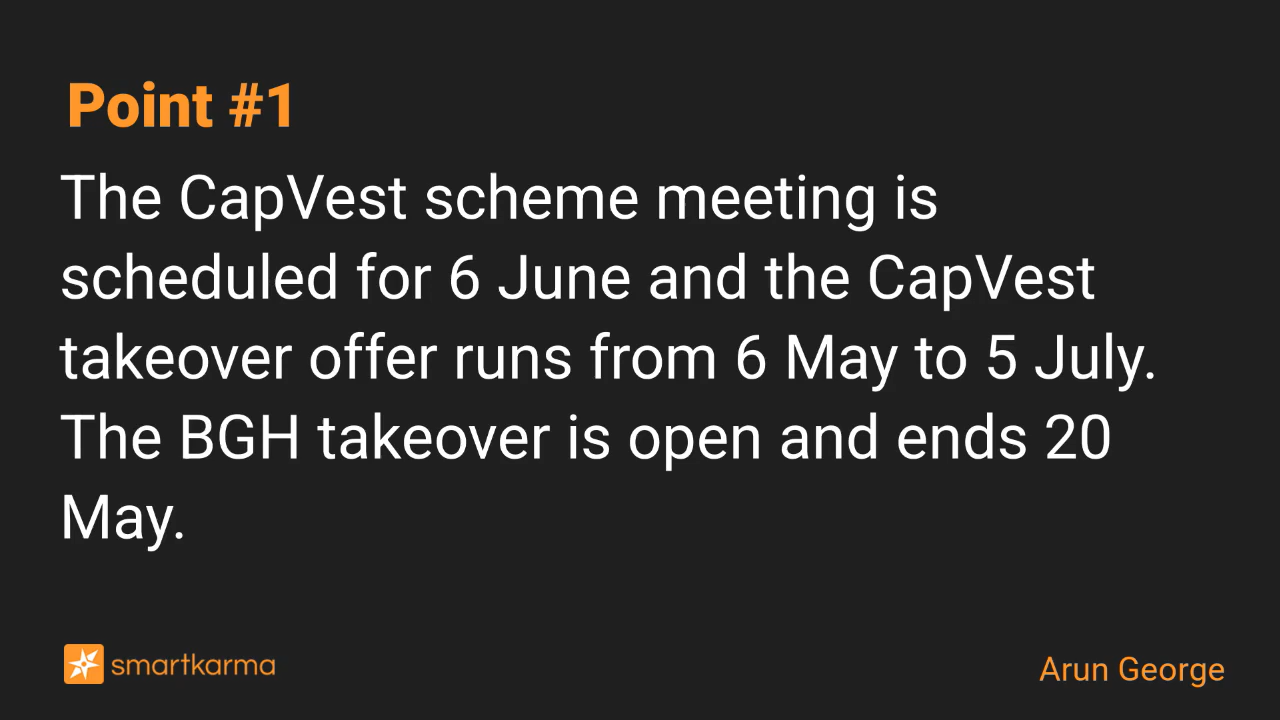 Point #1
The CapVest scheme meeting is
scheduled for 6 June and the CapVest
takeover offer runs from 6 May to 5 July.
The BGH takeover is open and ends 20
May.
smartkarma
Arun George